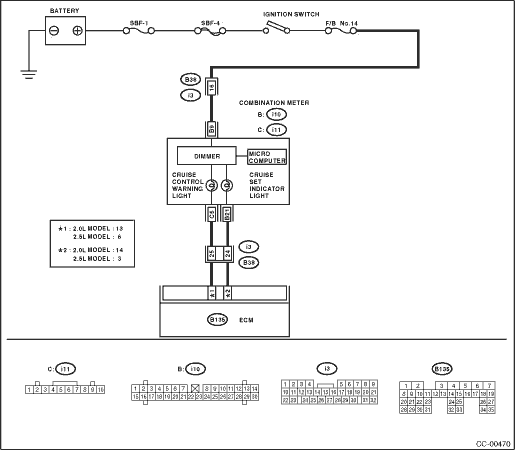 BATTERY
SBF-1
SBF-4
IGNITION SWITCH
F/B No.14
B38
16
i3
COMBINATION METER
B: i10
C: i11
B9
DIMMER
MICRO
COMPUTER
CRUISE
CONTROL
WARNING
LIGHT
CRUISE
SET
INDICATOR
LIGHT
C5
B21
★1 : 2.0L MODEL : 13
2.5L MODEL : 6
★2 : 2.0L MODEL : 14
2.5L MODEL : 3
25
24
i3
B38
★1
★2
B135
ECM
C: i11
1 2 3 4 5 6 7 8 9 10
B: i10
1 2 3 4 5 6 7 8 9 10 11 12 13 14
15 16 17 18 19 20 21 22 23 24 25 26 27 28 29 30
i3
1 2 3 4 5 6 7 8 9
10 11 12 13 14 15 16 17 18 19 20 21
22 23 24 25 26 27 28 29 30 31 32
B135
1 2 3 4 5 6 7
8 9 10 11 12 13 14 15 16 17 18 19
20 21 22 23 24 25 26 27
28 29 30 31 32 33 34 35
CC-00470